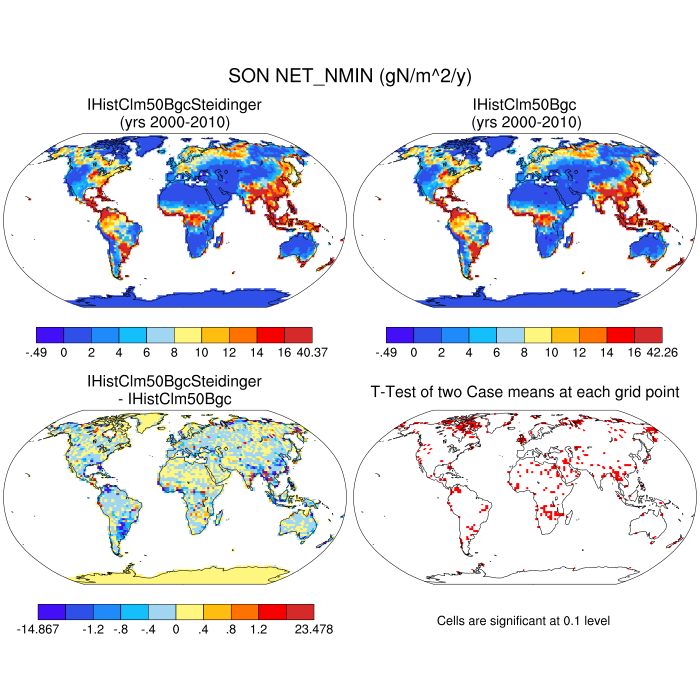 SON NET_NMIN (gN/m^2/y)
IHistClm50BgcSteidinger
(yrs 2000-2010)
IHistClm50Bgc
(yrs 2000-2010)
-.49 0 2 4 6 8 10 12 14 16 40.37
-.49 0 2 4 6 8 10 12 14 16 42.26
IHistClm50BgcSteidinger
- IHistClm50Bgc
T-Test of two Case means at each grid point
-14.867 -1.2 -.8 -.4 0 .4 .8 1.2 23.478
Cells are significant at 0.1 level